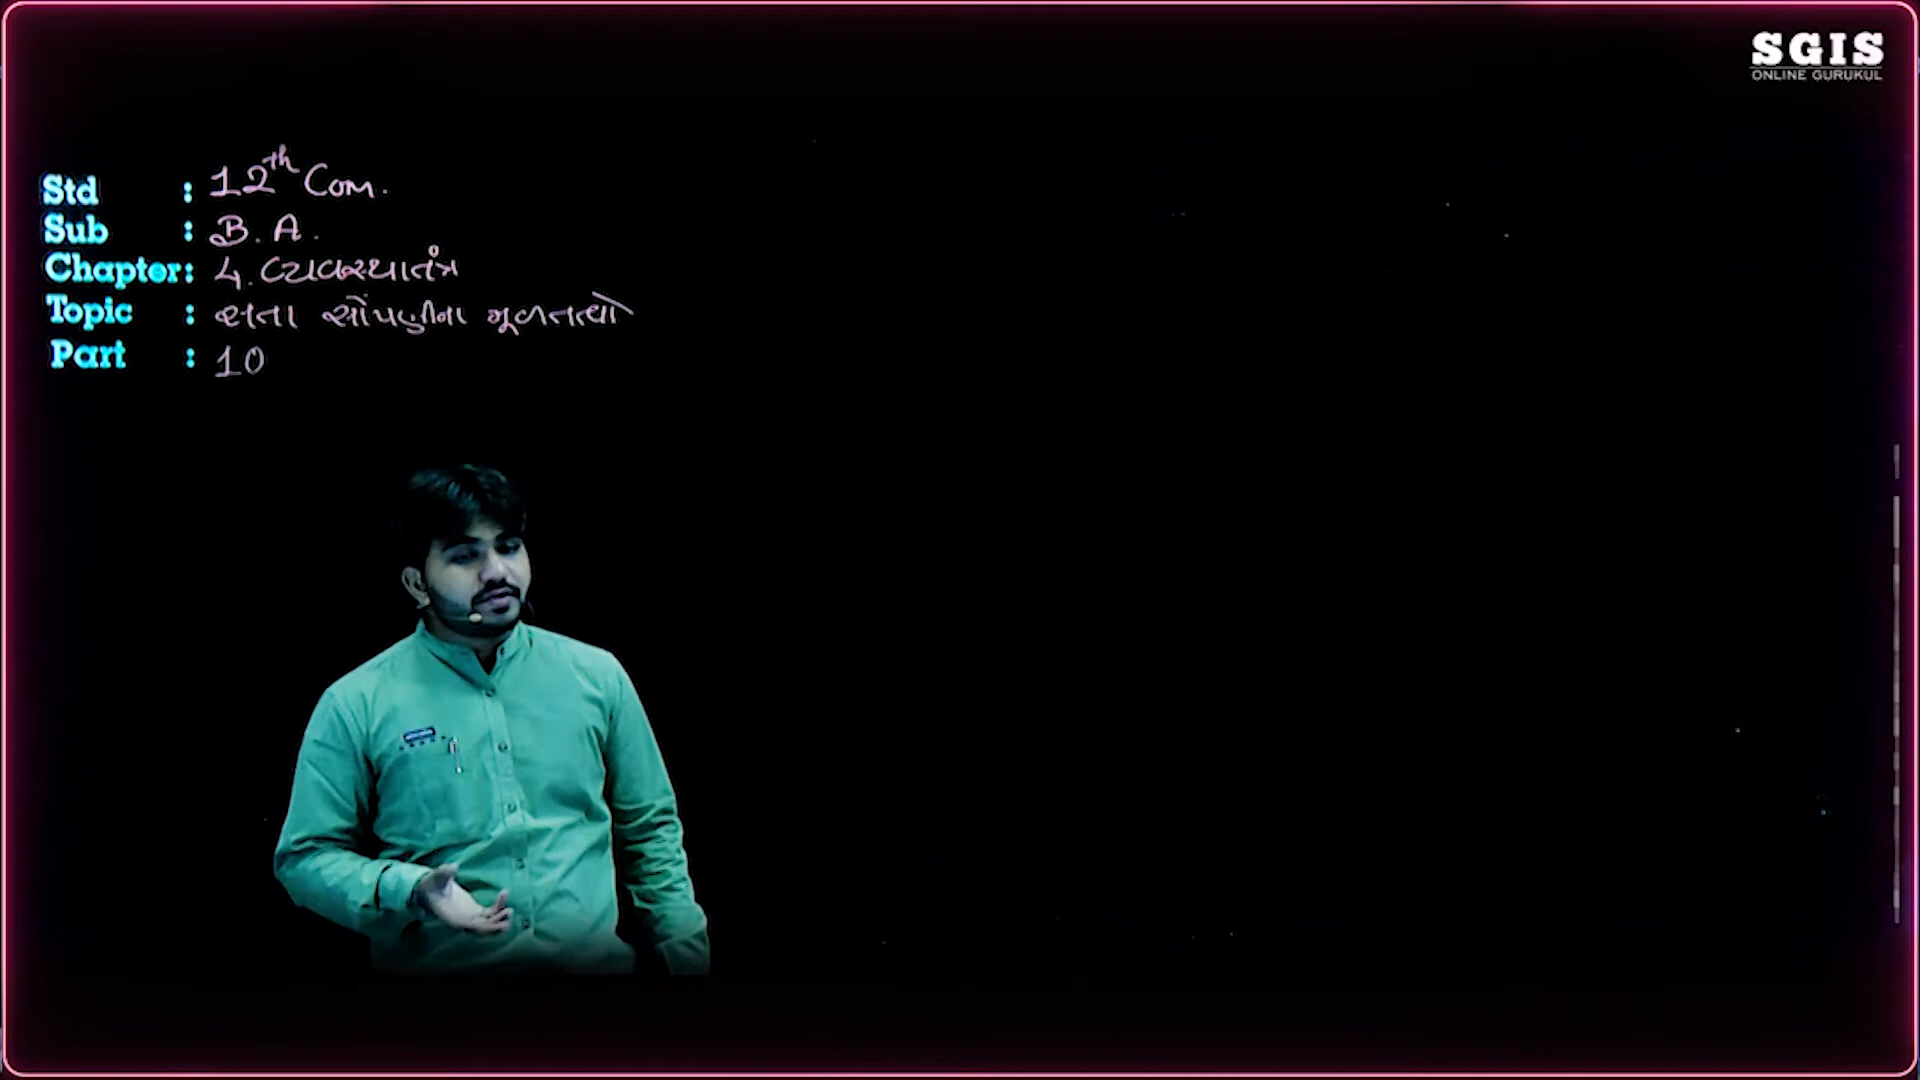 SGIS
ONLINE GURUKUL
Std : 12th Com.
Sub : B. A.
Chapter : 4. વ્યવસ્થાતંત્ર
Topic : સત્તા સોંપણીના મૂળતત્વો
Part : 10